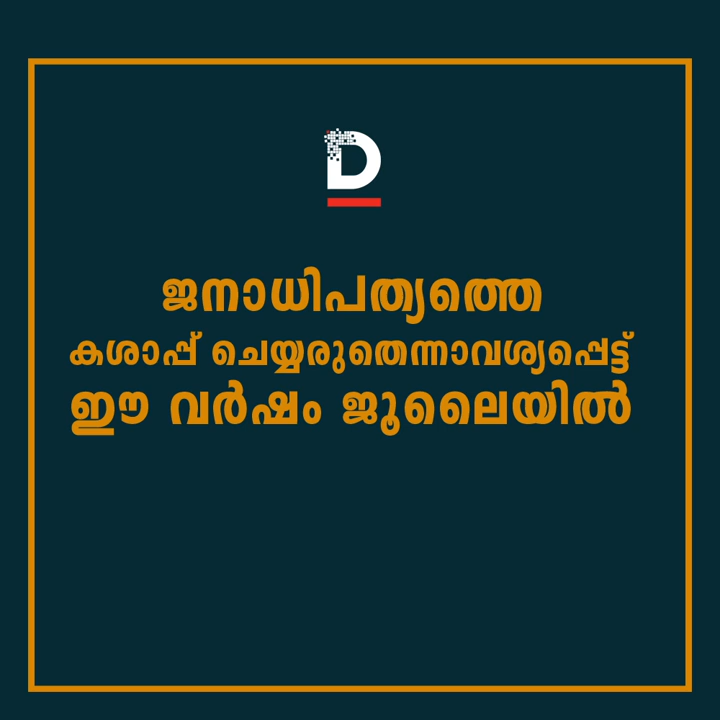 D
ജനാധിപത്യത്തെ
കശാപ്പ് ചെയ്യരുതെന്നാവശ്യപ്പെട്ട്
ഈ വർഷം ജൂലൈയിൽ